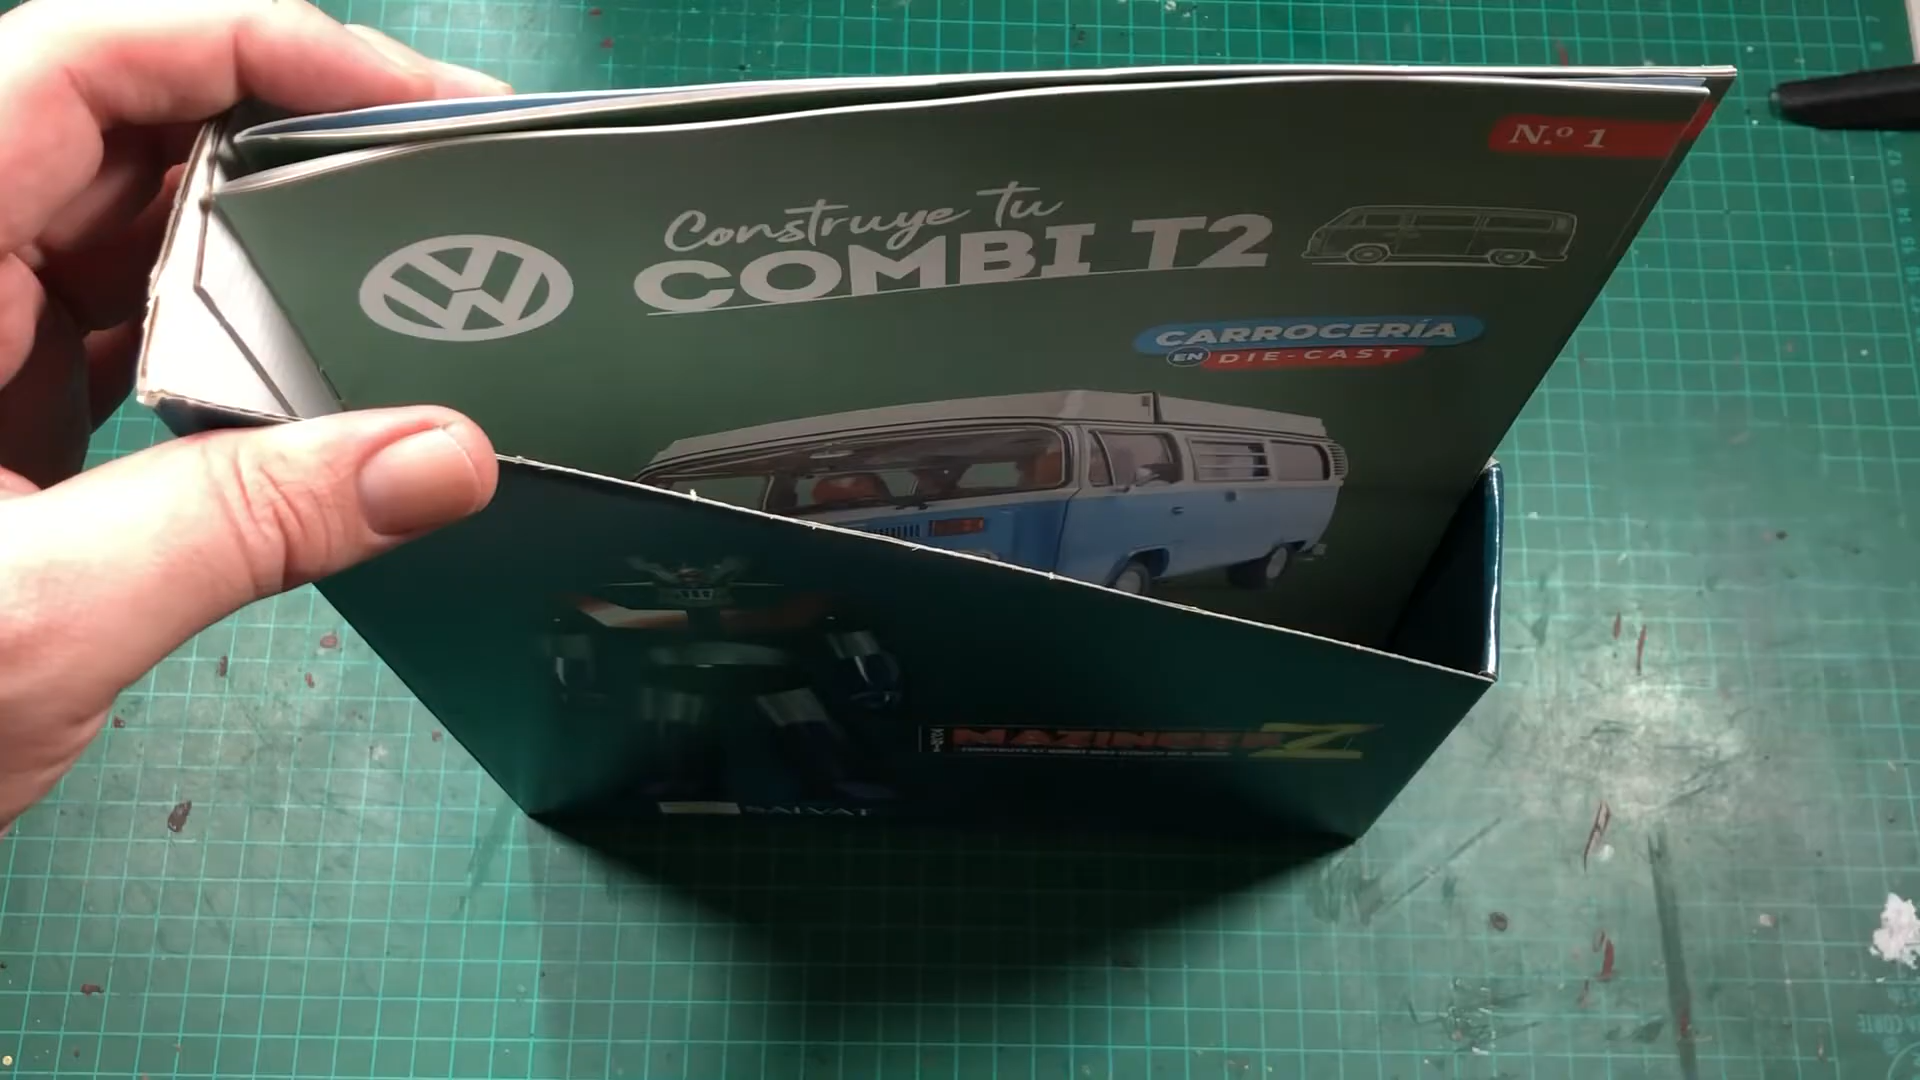 N.º 1
Construye tu
COMBI T2
CARROCERÍA
EN DIE-CAST
MAZINGER Z
SALVAT